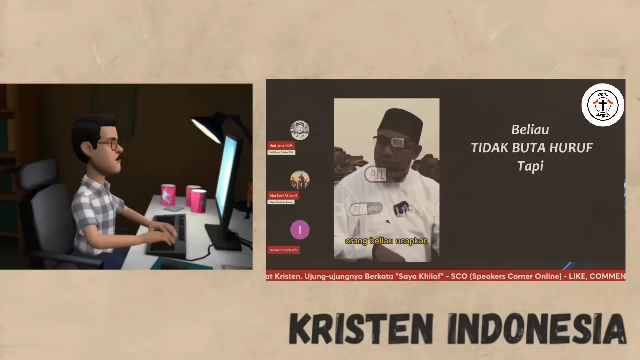 Beliau
TIDAK BUTA HURUF
Tapi
orang beliau ucapkan
at Kristen. Ujung-ujungnya Berkata "Saya Khilaf" - SCO (Speakers Corner Online) - LIKE, COMMEN
KRISTEN INDONESIA